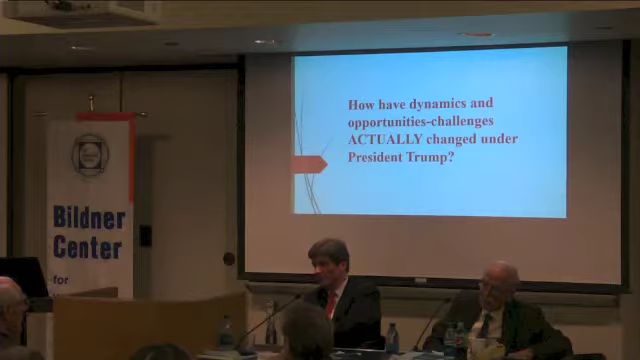 How have dynamics and
opportunities-challenges
ACTUALLY changed under
President Trump?
Bildner
Center
for